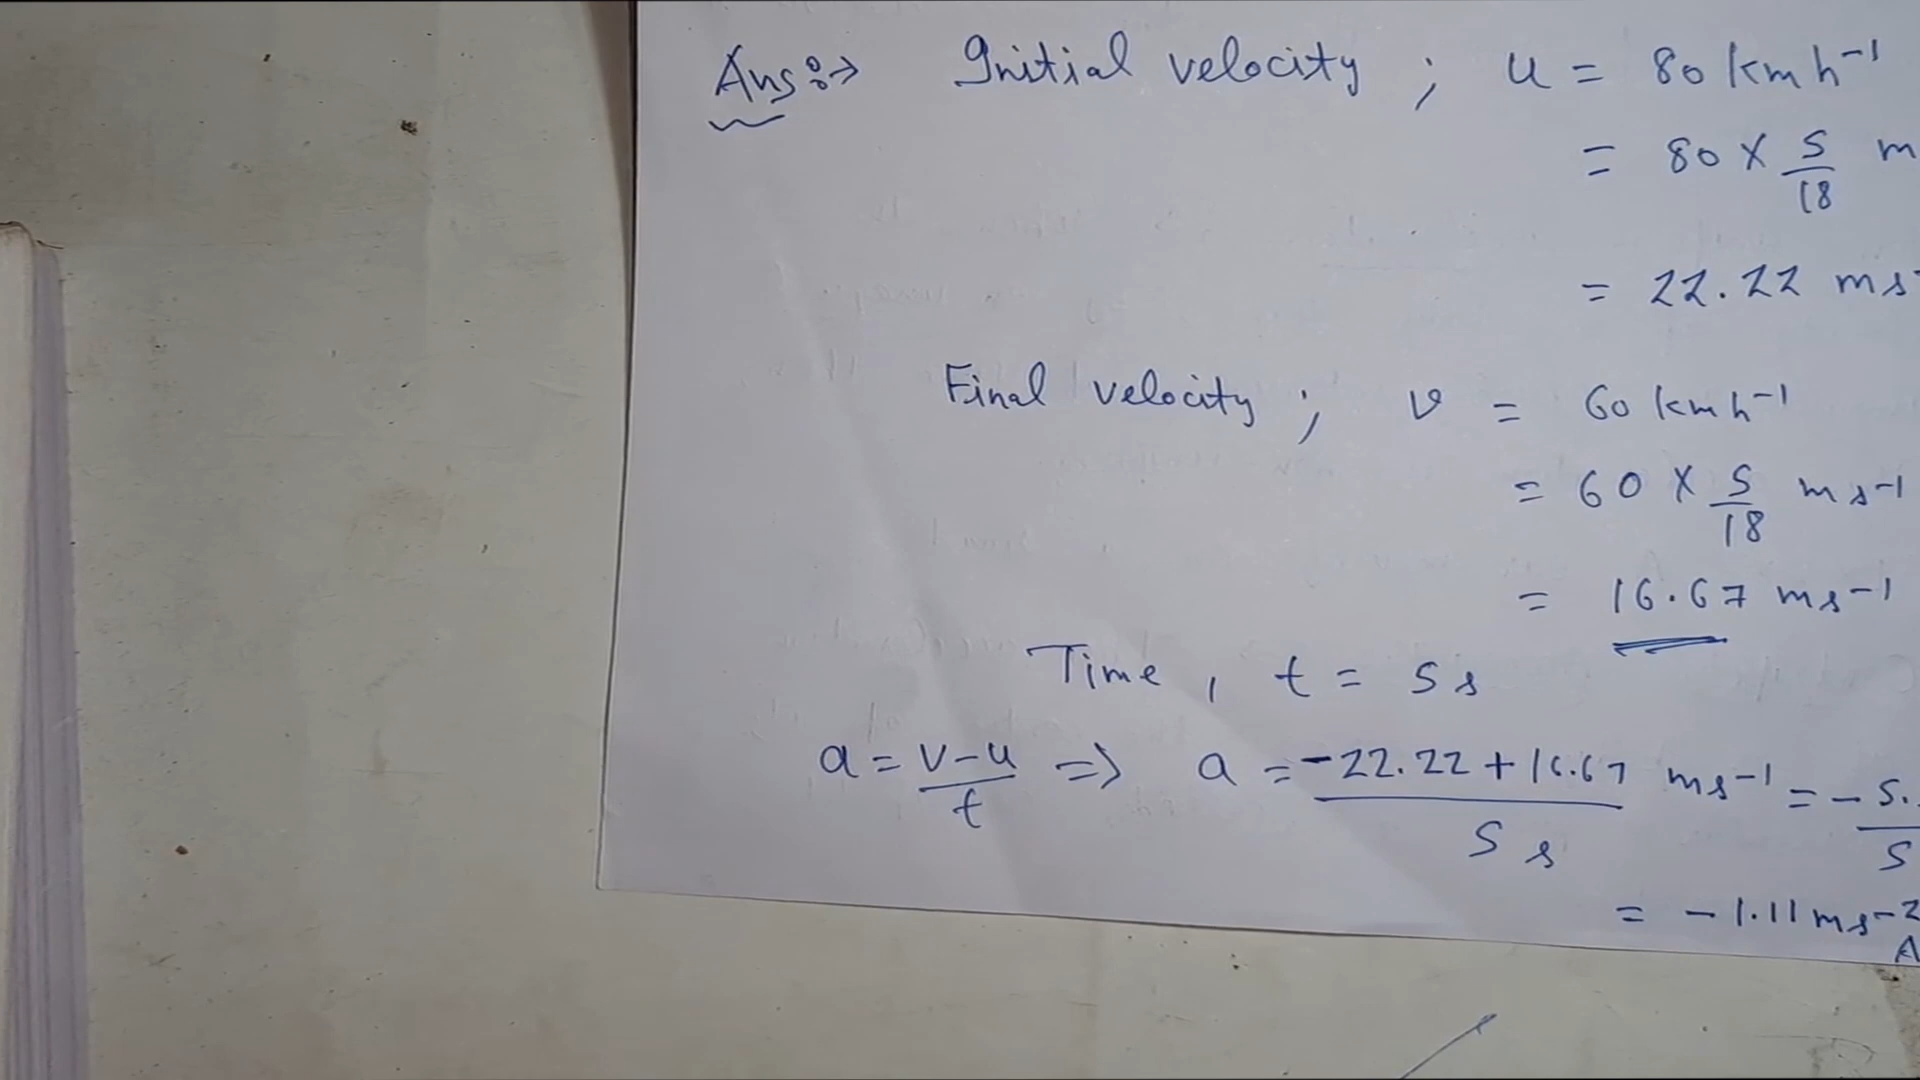 Ans:→ Initial velocity ; u = 80 km h⁻¹
= 80 × 5/18 m
= 22.22 ms⁻
Final velocity ; v = 60 km h⁻¹
= 60 × 5/18 ms⁻¹
= 16.67 ms⁻¹
Time , t = 5 s
a = v-u/t => a = -22.22 + 16.67/5 s ms⁻¹ = - 5./5
= - 1.11 ms⁻²
A